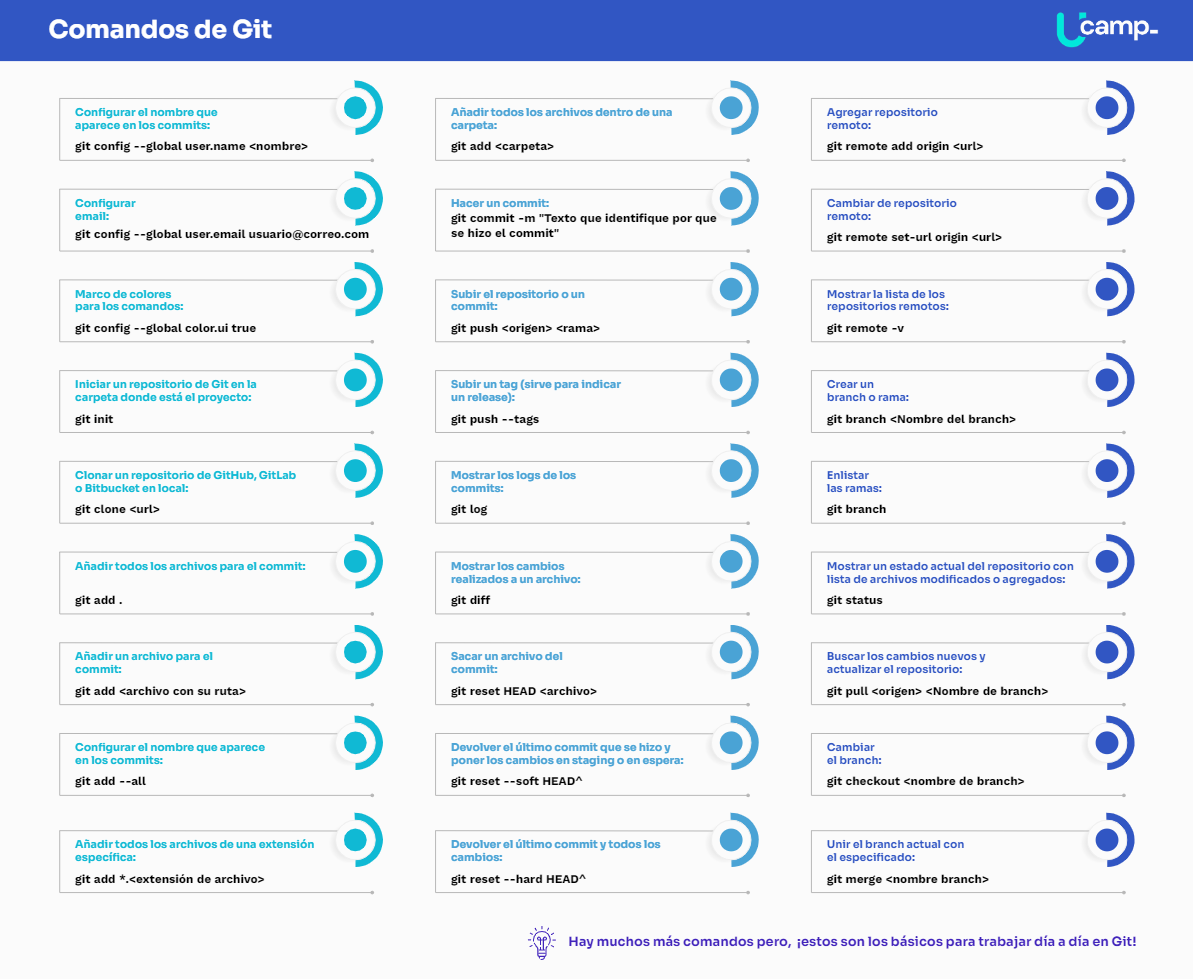 Comandos de Git
Ucamp
Configurar el nombre que
aparece en los commits:
git config --global user.name <nombre>
Configurar
email:
git config --global user.email usuario@correo.com
Marco de colores
para los comandos:
git config --global color.ui true
Iniciar un repositorio de Git en la
carpeta donde está el proyecto:
git init
Clonar un repositorio de GitHub, GitLab
o Bitbucket en local:
git clone <url>
Añadir todos los archivos para el commit:
git add .
Añadir un archivo para el
commit:
git add <archivo con su ruta>
Configurar el nombre que aparece
en los commits:
git add --all
Añadir todos los archivos de una extensión
específica:
git add *.<extensión de archivo>
Añadir todos los archivos dentro de una
carpeta:
git add <carpeta>
Hacer un commit:
git commit -m "Texto que identifique por que
se hizo el commit"
Subir el repositorio o un
commit:
git push <origen> <rama>
Subir un tag (sirve para indicar
un release):
git push --tags
Mostrar los logs de los
commits:
git log
Mostrar los cambios
realizados a un archivo:
git diff
Sacar un archivo del
commit:
git reset HEAD <archivo>
Devolver el último commit que se hizo y
poner los cambios en staging o en espera:
git reset --soft HEAD^
Devolver el último commit y todos los
cambios:
git reset --hard HEAD^
Agregar repositorio
remoto:
git remote add origin <url>
Cambiar de repositorio
remoto:
git remote set-url origin <url>
Mostrar la lista de los
repositorios remotos:
git remote -v
Crear un
branch o rama:
git branch <Nombre del branch>
Enlistar
las ramas:
git branch
Mostrar un estado actual del repositorio con
lista de archivos modificados o agregados:
git status
Buscar los cambios nuevos y
actualizar el repositorio:
git pull <origen> <Nombre de branch>
Cambiar
el branch:
git checkout <nombre de branch>
Unir el branch actual con
el especificado:
git merge <nombre branch>
Hay muchos más comandos pero, ¡estos son los básicos para trabajar día a día en Git!